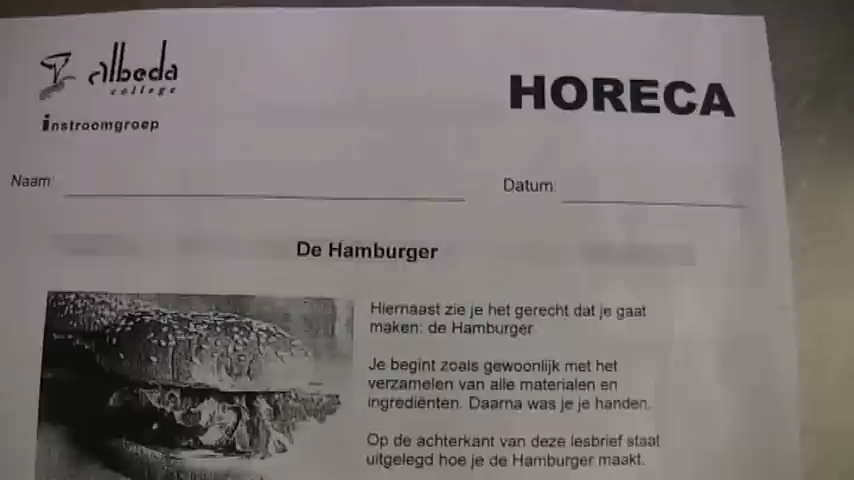 albeda
college
instroomgroep
HORECA
Naam:
Datum:
De Hamburger
Hiernaast zie je het gerecht dat je gaat
maken: de Hamburger
Je begint zoals gewoonlijk met het
verzamelen van alle materialen en
ingrediënten. Daarna was je je handen.
Op de achterkant van deze lesbrief staat
uitgelegd hoe je de Hamburger maakt.